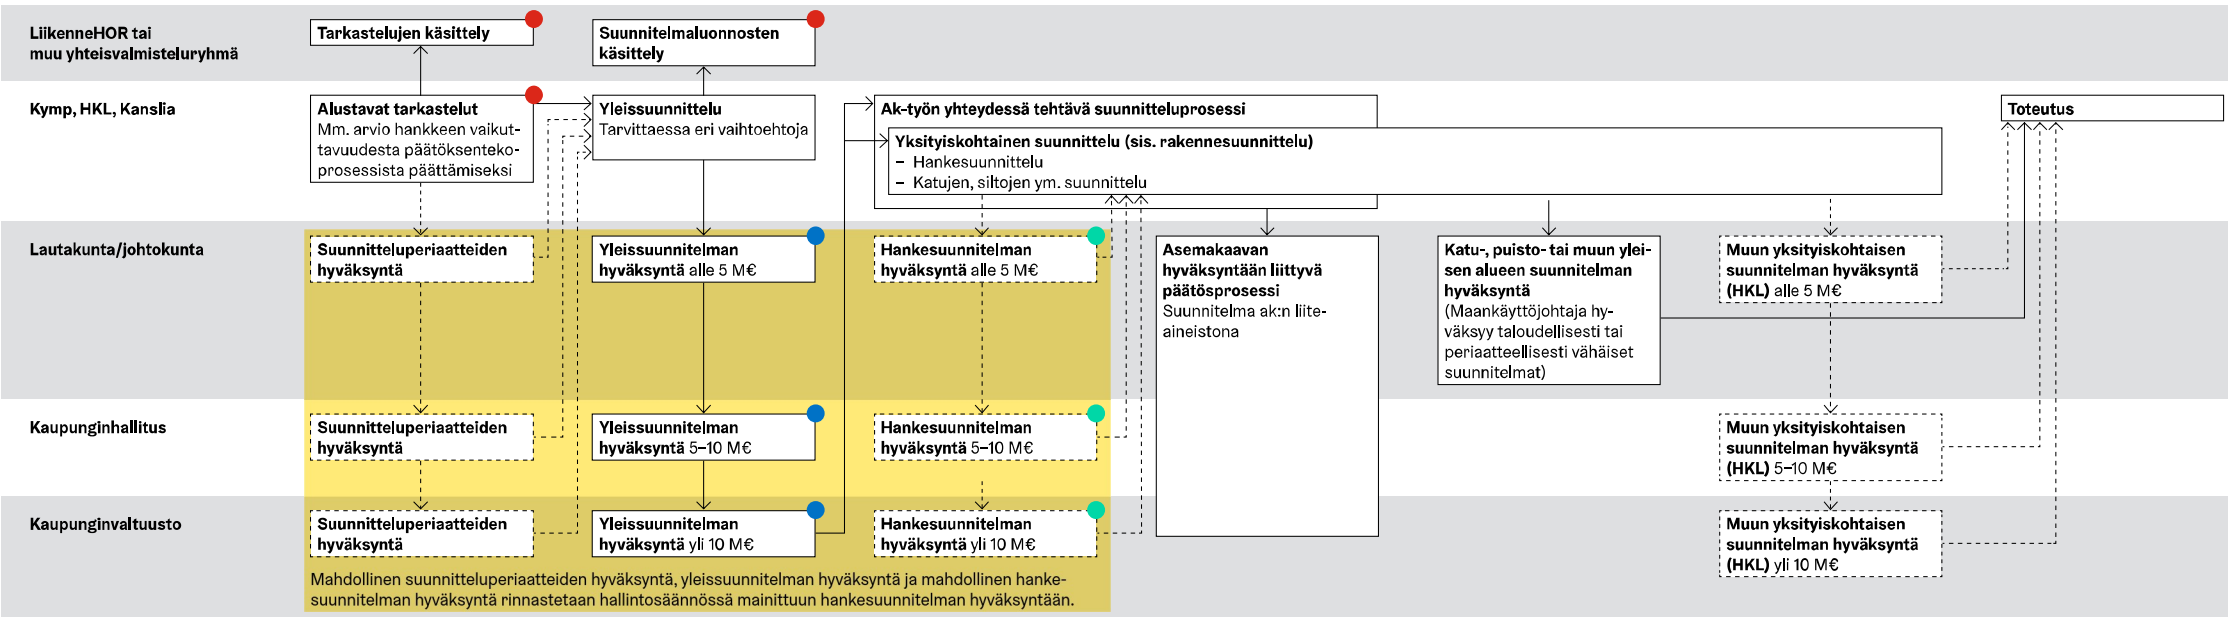 LiikenneHOR tai
muu yhteisvalmisteluryhmä
Tarkastelujen käsittely
Suunnitelmaluonnosten
käsittely
Kymp, HKL, Kanslia
Alustavat tarkastelut
Mm. arvio hankkeen vaikut-
tavuudesta päätöksenteko-
prosessista päättämiseksi
Yleissuunnittelu
Tarvittaessa eri vaihtoehtoja
Ak-työn yhteydessä tehtävä suunnitteluprosessi
Yksityiskohtainen suunnittelu (sis. rakennesuunnittelu)
– Hankesuunnittelu
– Katujen, siltojen ym. suunnittelu
Toteutus
Lautakunta/johtokunta
Suunnitteluperiaatteiden
hyväksyntä
Yleissuunnitelman
hyväksyntä alle 5 M€
Hankesuunnitelman
hyväksyntä alle 5 M€
Asemakaavan
hyväksyntään liittyvä
päätösprosessi
Suunnitelma ak:n liite-
aineistona
Katu-, puisto- tai muun ylei-
sen alueen suunnitelman
hyväksyntä
(Maankäyttöjohtaja hy-
väksyy taloudellisesti tai
periaatteellisesti vähäiset
suunnitelmat)
Muun yksityiskohtaisen
suunnitelman hyväksyntä
(HKL) alle 5 M€
Kaupunginhallitus
Suunnitteluperiaatteiden
hyväksyntä
Yleissuunnitelman
hyväksyntä 5–10 M€
Hankesuunnitelman
hyväksyntä 5–10 M€
Muun yksityiskohtaisen
suunnitelman hyväksyntä
(HKL) 5–10 M€
Kaupunginvaltuusto
Suunnitteluperiaatteiden
hyväksyntä
Yleissuunnitelman
hyväksyntä yli 10 M€
Hankesuunnitelman
hyväksyntä yli 10 M€
Muun yksityiskohtaisen
suunnitelman hyväksyntä
(HKL) yli 10 M€
Mahdollinen suunnitteluperiaatteiden hyväksyntä, yleissuunnitelman hyväksyntä ja mahdollinen hanke-
suunnitelman hyväksyntä rinnastetaan hallintosäännössä mainittuun hankesuunnitelman hyväksyntään.